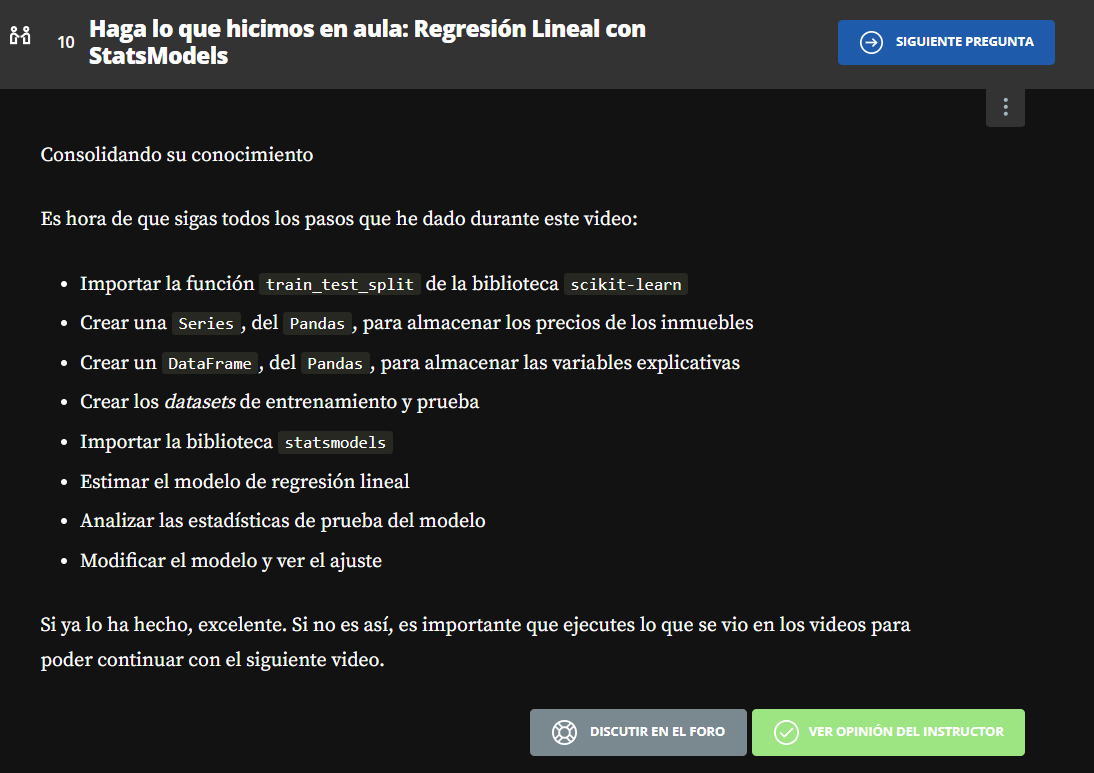 10
Haga lo que hicimos en aula: Regresión Lineal con
StatsModels
SIGUIENTE PREGUNTA
Consolidando su conocimiento
Es hora de que sigas todos los pasos que he dado durante este video:
• Importar la función train_test_split de la biblioteca scikit-learn
• Crear una Series, del Pandas, para almacenar los precios de los inmuebles
• Crear un DataFrame, del Pandas, para almacenar las variables explicativas
• Crear los datasets de entrenamiento y prueba
• Importar la biblioteca statsmodels
• Estimar el modelo de regresión lineal
• Analizar las estadísticas de prueba del modelo
• Modificar el modelo y ver el ajuste
Si ya lo ha hecho, excelente. Si no es así, es importante que ejecutes lo que se vio en los videos para
poder continuar con el siguiente video.
DISCUTIR EN EL FORO
VER OPINIÓN DEL INSTRUCTOR